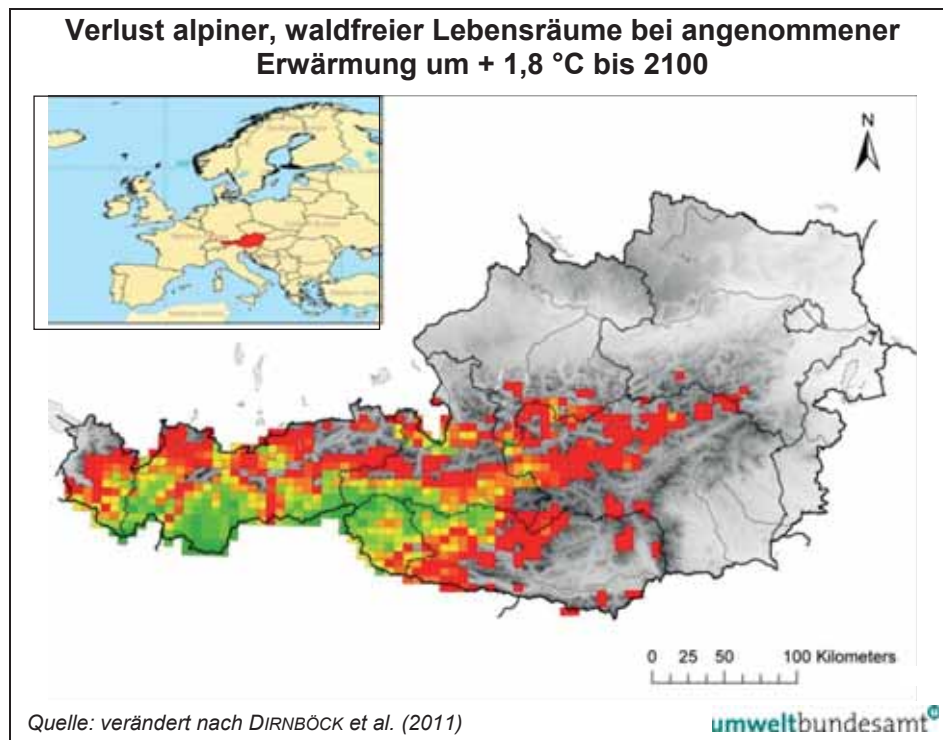 Verlust alpiner, waldfreier Lebensräume bei angenommener
Erwärmung um + 1,8 °C bis 2100
N
0 25 50 100 Kilometers
Quelle: verändert nach DIRNBÖCK et al. (2011)
umweltbundesamt